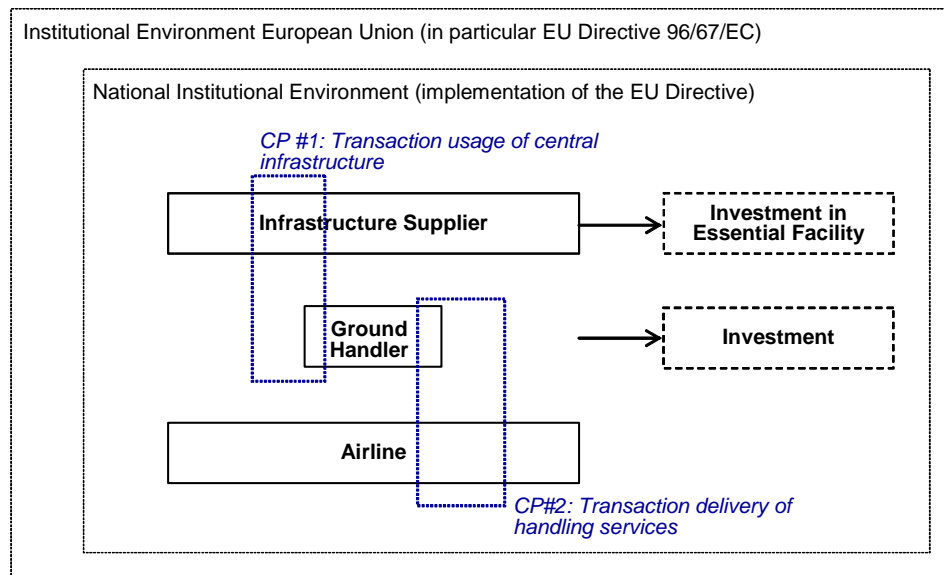 Institutional Environment European Union (in particular EU Directive 96/67/EC)
National Institutional Environment (implementation of the EU Directive)
CP #1: Transaction usage of central
infrastructure
Infrastructure Supplier
Investment in
Essential Facility
Ground
Handler
Investment
Airline
CP#2: Transaction delivery of
handling services